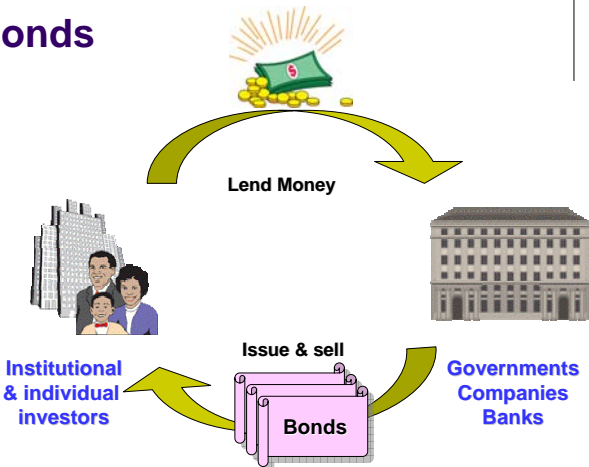 onds
$
Lend Money
Issue & sell
Institutional
& individual
investors
Bonds
Governments
Companies
Banks